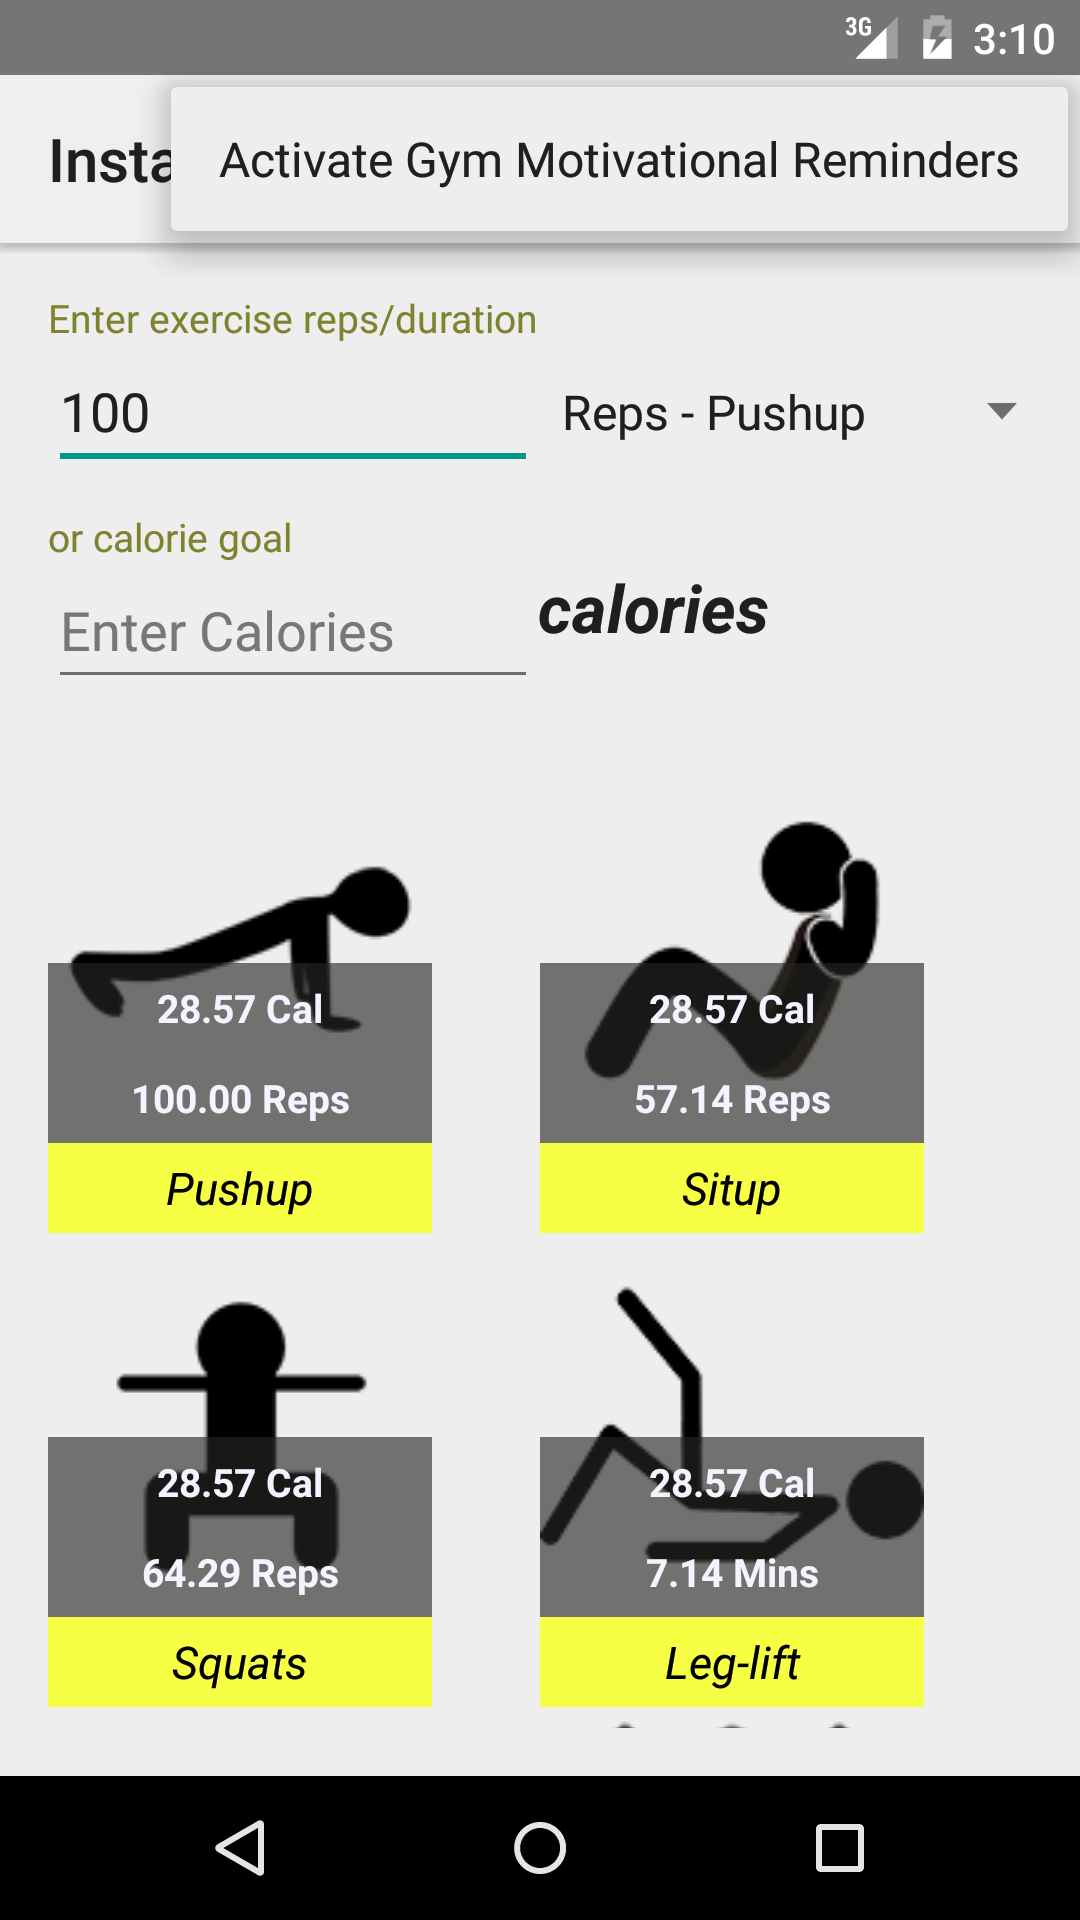 3G 3:10
Insta
Activate Gym Motivational Reminders
Enter exercise reps/duration
100 Reps - Pushup
or calorie goal
Enter Calories calories
28.57 Cal 28.57 Cal
100.00 Reps 57.14 Reps
Pushup Situp
28.57 Cal 28.57 Cal
64.29 Reps 7.14 Mins
Squats Leg-lift